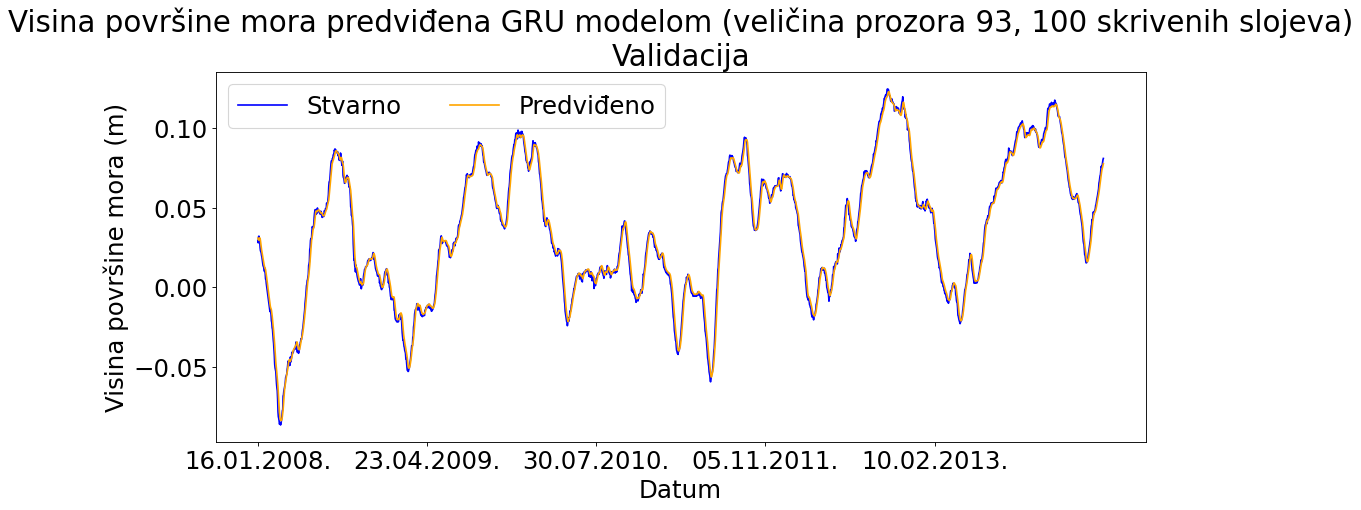 Visina površine mora predviđena GRU modelom (veličina prozora 93, 100 skrivenih slojeva)
Validacija
Stvarno
Predviđeno
Visina površine mora (m)
0.10
0.05
0.00
−0.05
16.01.2008.
23.04.2009.
30.07.2010.
05.11.2011.
10.02.2013.
Datum